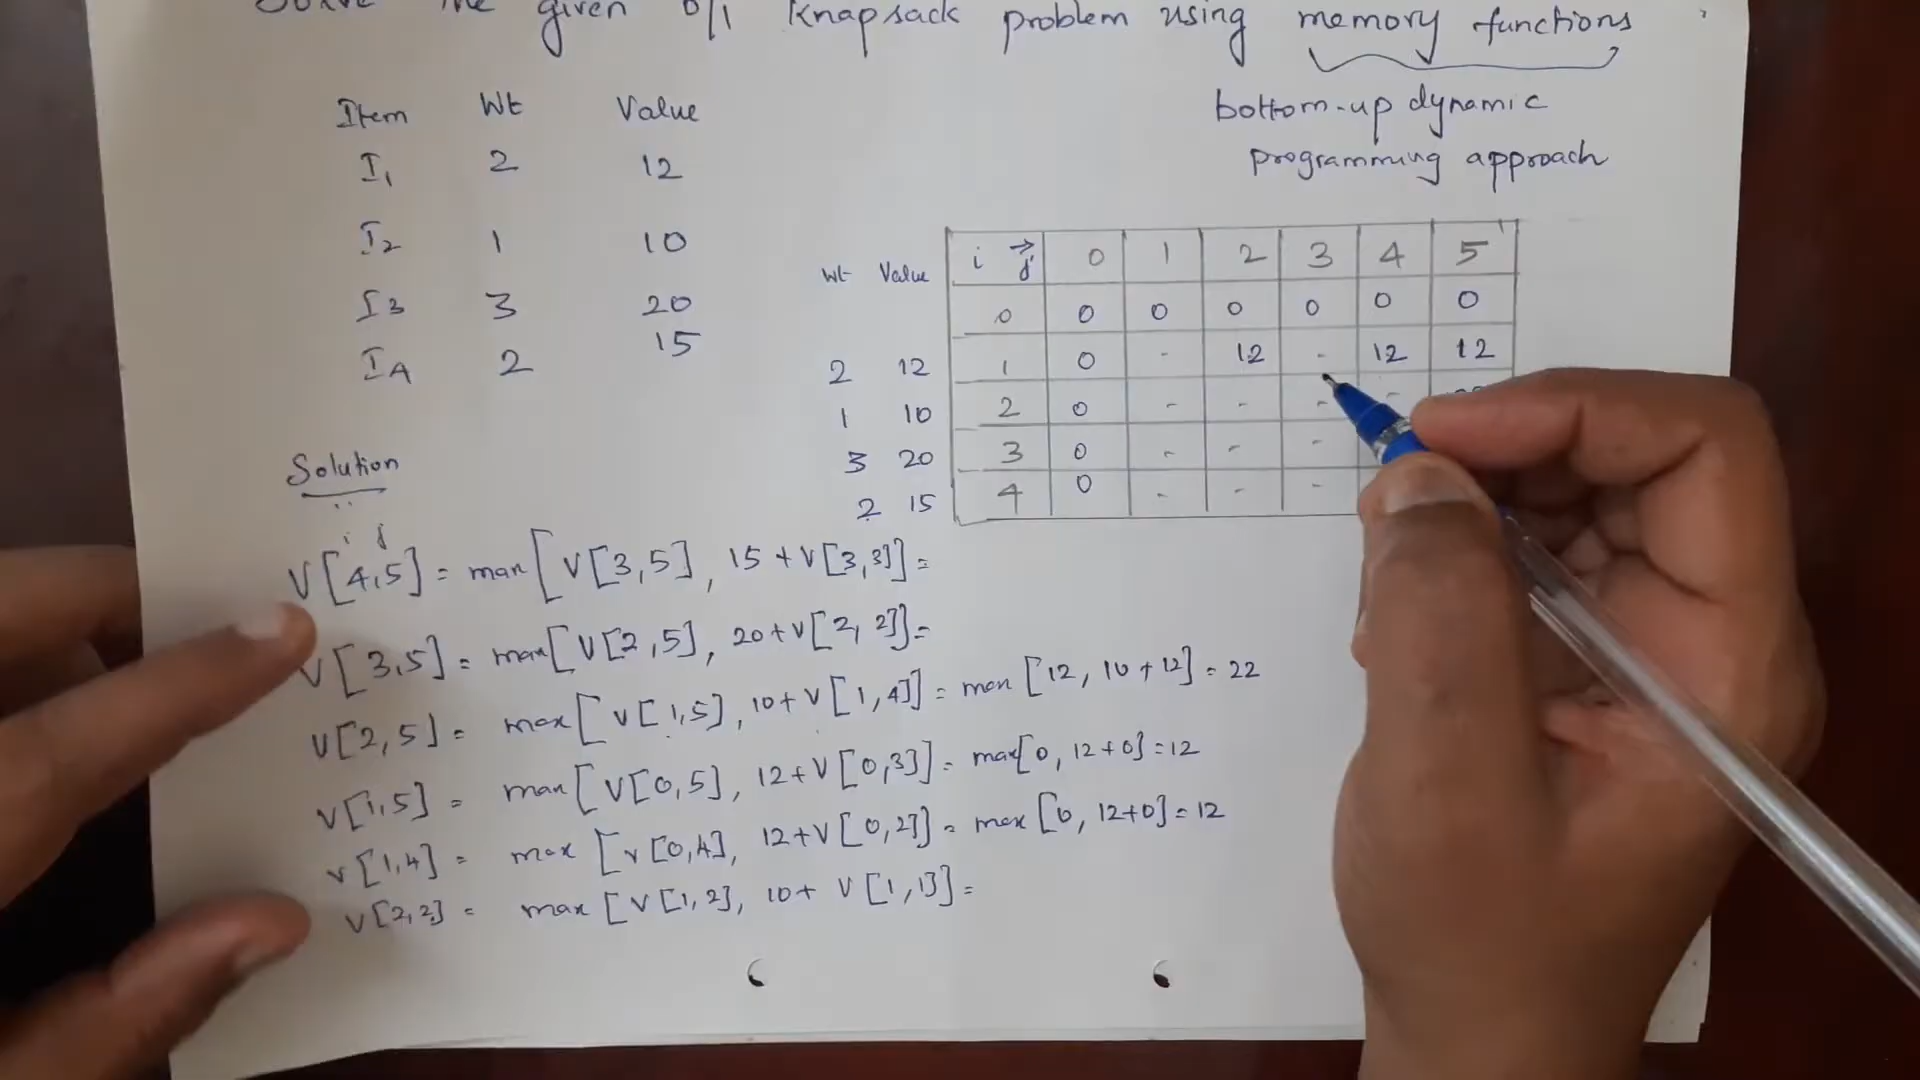 Solve the given 0/1 Knapsack problem using memory functions
bottom-up dynamic
programming approach
Item Wt Value
I1 2 12
I2 1 10
I3 3 20
I4 2 15
Wt Value i → j 0 1 2 3 4 5
0 0 0 0 0 0 0
2 12 1 0 - 12 - 12 12
1 10 2 0 - - - -
3 20 3 0 - - -
2 15 4 0 - - -
Solution
i j
V[4,5] = max[V[3,5], 15+V[3,3]] =
V[3,5] = max[V[2,5], 20+V[2,2]] =
V[2,5] = max[V[1,5], 10+V[1,4]] = max[12, 10+12] = 22
V[1,5] = max[V[0,5], 12+V[0,3]] = max[0, 12+0] = 12
V[1,4] = max[V[0,4], 12+V[0,2]] = max[0, 12+0] = 12
V[2,2] = max[V[1,2], 10+V[1,1]] =